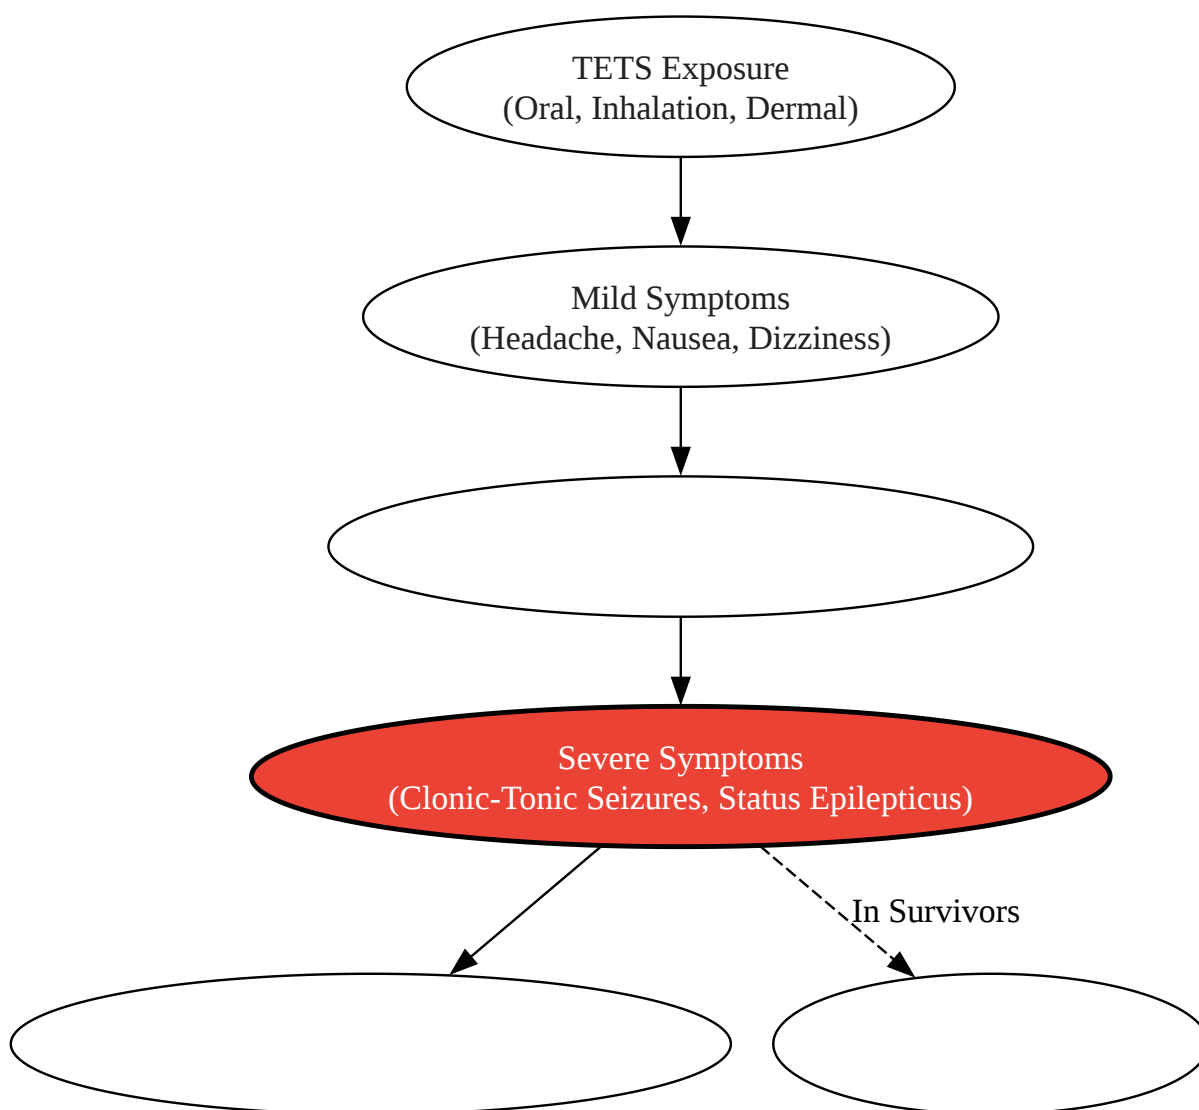 TETS Exposure
(Oral, Inhalation, Dermal)
Mild Symptoms
(Headache, Nausea, Dizziness)
Severe Symptoms
(Clonic-Tonic Seizures, Status Epilepticus)
In Survivors